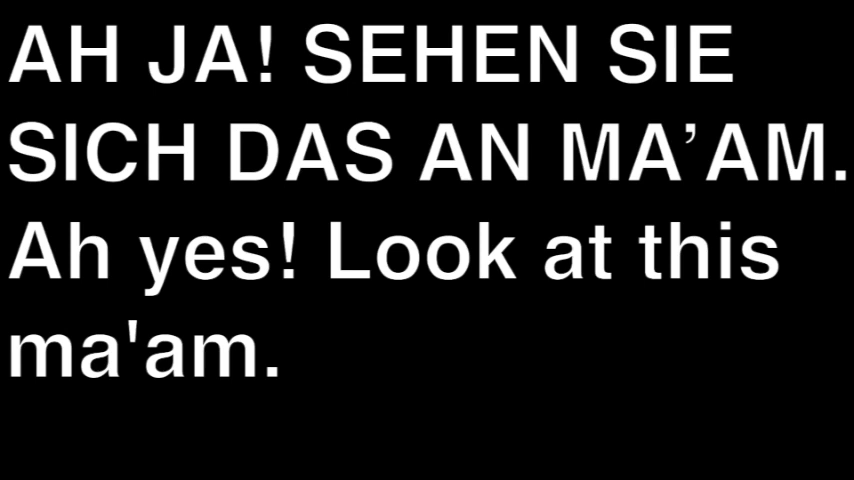 AH JA! SEHEN SIE
SICH DAS AN MA’AM.
Ah yes! Look at this
ma'am.